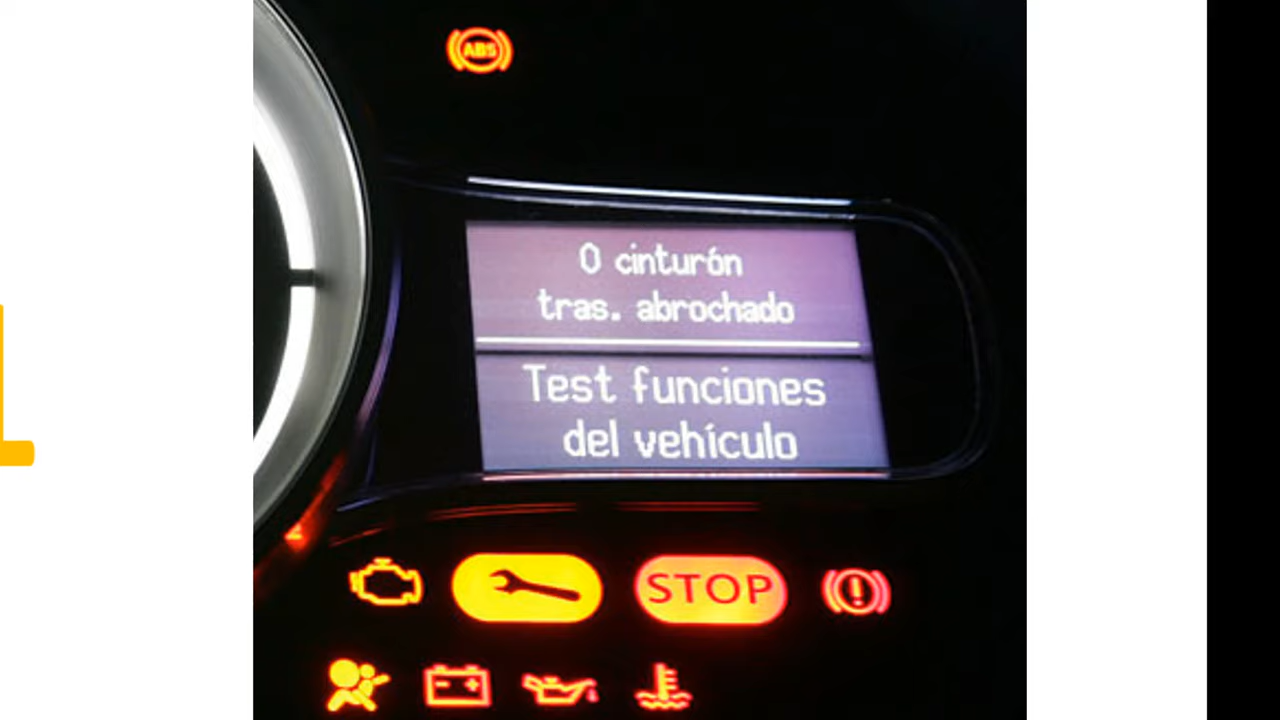 ABS
0 cinturón
tras. abrochado
Test funciones
del vehículo
STOP